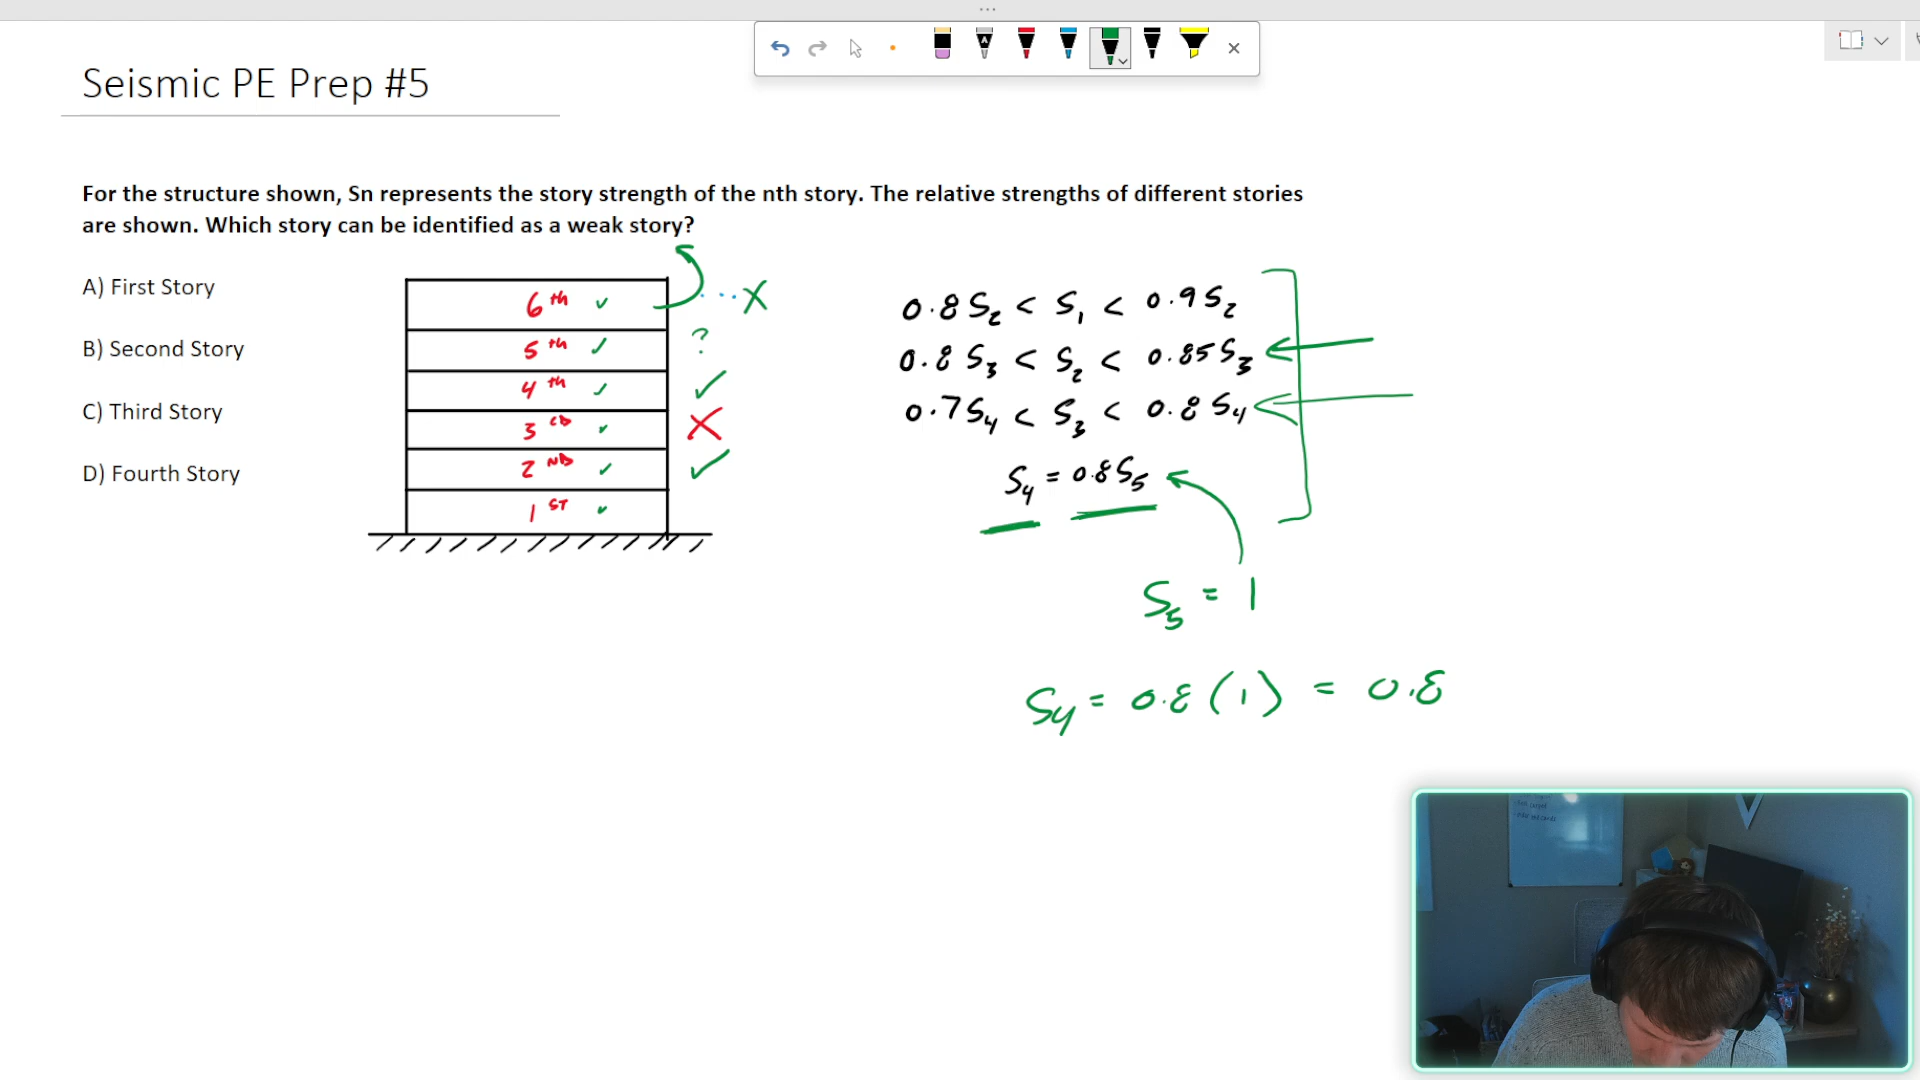 Seismic PE Prep #5
For the structure shown, Sn represents the story strength of the nth story. The relative strengths of different stories
are shown. Which story can be identified as a weak story?
A) First Story
B) Second Story
C) Third Story
D) Fourth Story
6th ✓ ...X
5th ✓ ?
4th ✓ ✓
3RD ✓ X
2ND ✓ ✓
1ST ✓
0.8S₂ < S₁ < 0.9S₂
0.8S₃ < S₂ < 0.85S₃
0.7S₄ < S₃ < 0.8S₄
S₄ = 0.8S₅
S₅ = 1
S₄ = 0.8(1) = 0.8